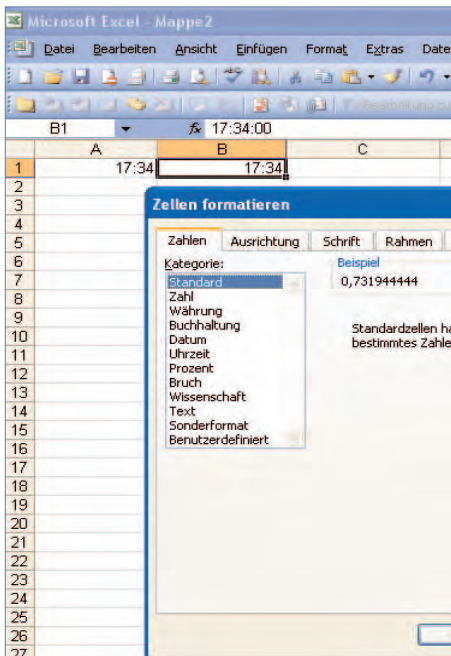 Microsoft Excel - Mappe2
Datei Bearbeiten Ansicht Einfügen Format Extras Date
B1 fx 17:34:00
A B C
1 17:34 17:34
2
3
4
5
6
7
8
9
10
11
12
13
14
15
16
17
18
19
20
21
22
23
24
25
26
27
Zellen formatieren
Zahlen Ausrichtung Schrift Rahmen
Kategorie:
Standard
Zahl
Währung
Buchhaltung
Datum
Uhrzeit
Prozent
Bruch
Wissenschaft
Text
Sonderformat
Benutzerdefiniert
Beispiel
0,731944444
Standardzellen ha
bestimmtes Zahle